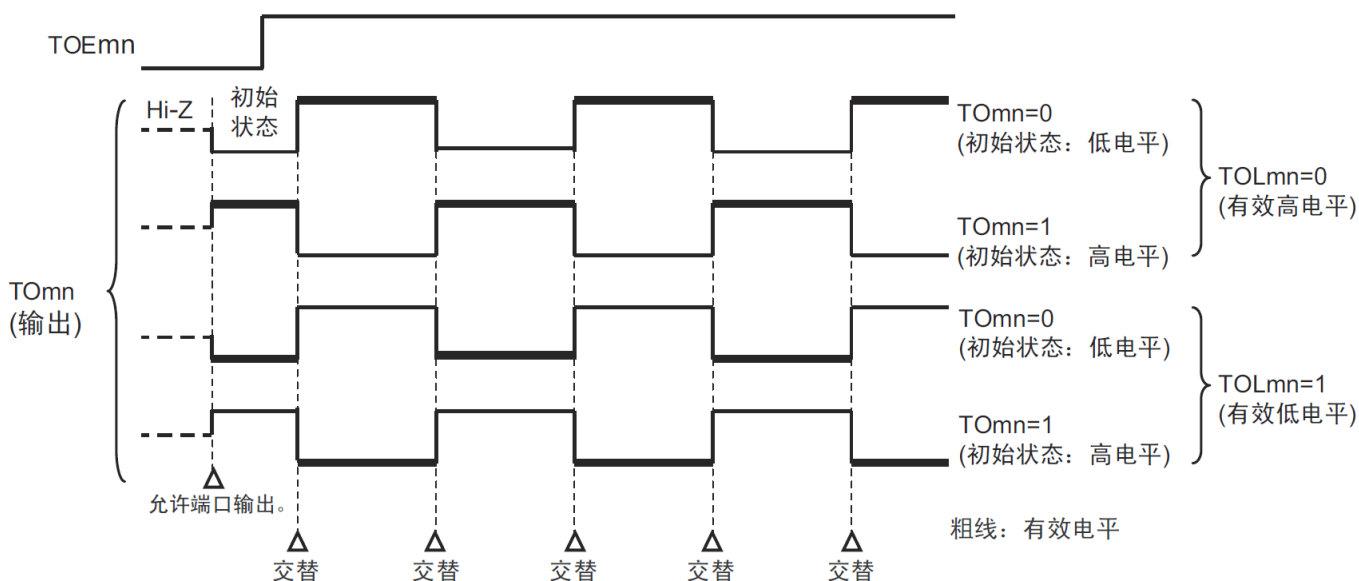 TOEmn
Hi-Z
初始
状态
TOmn=0
(初始状态：低电平)
TOLmn=0
(有效高电平)
TOmn=1
(初始状态：高电平)
TOmn
(输出)
TOmn=0
(初始状态：低电平)
TOLmn=1
(有效低电平)
TOmn=1
(初始状态：高电平)
允许端口输出。
粗线：有效电平
交替 交替 交替 交替 交替